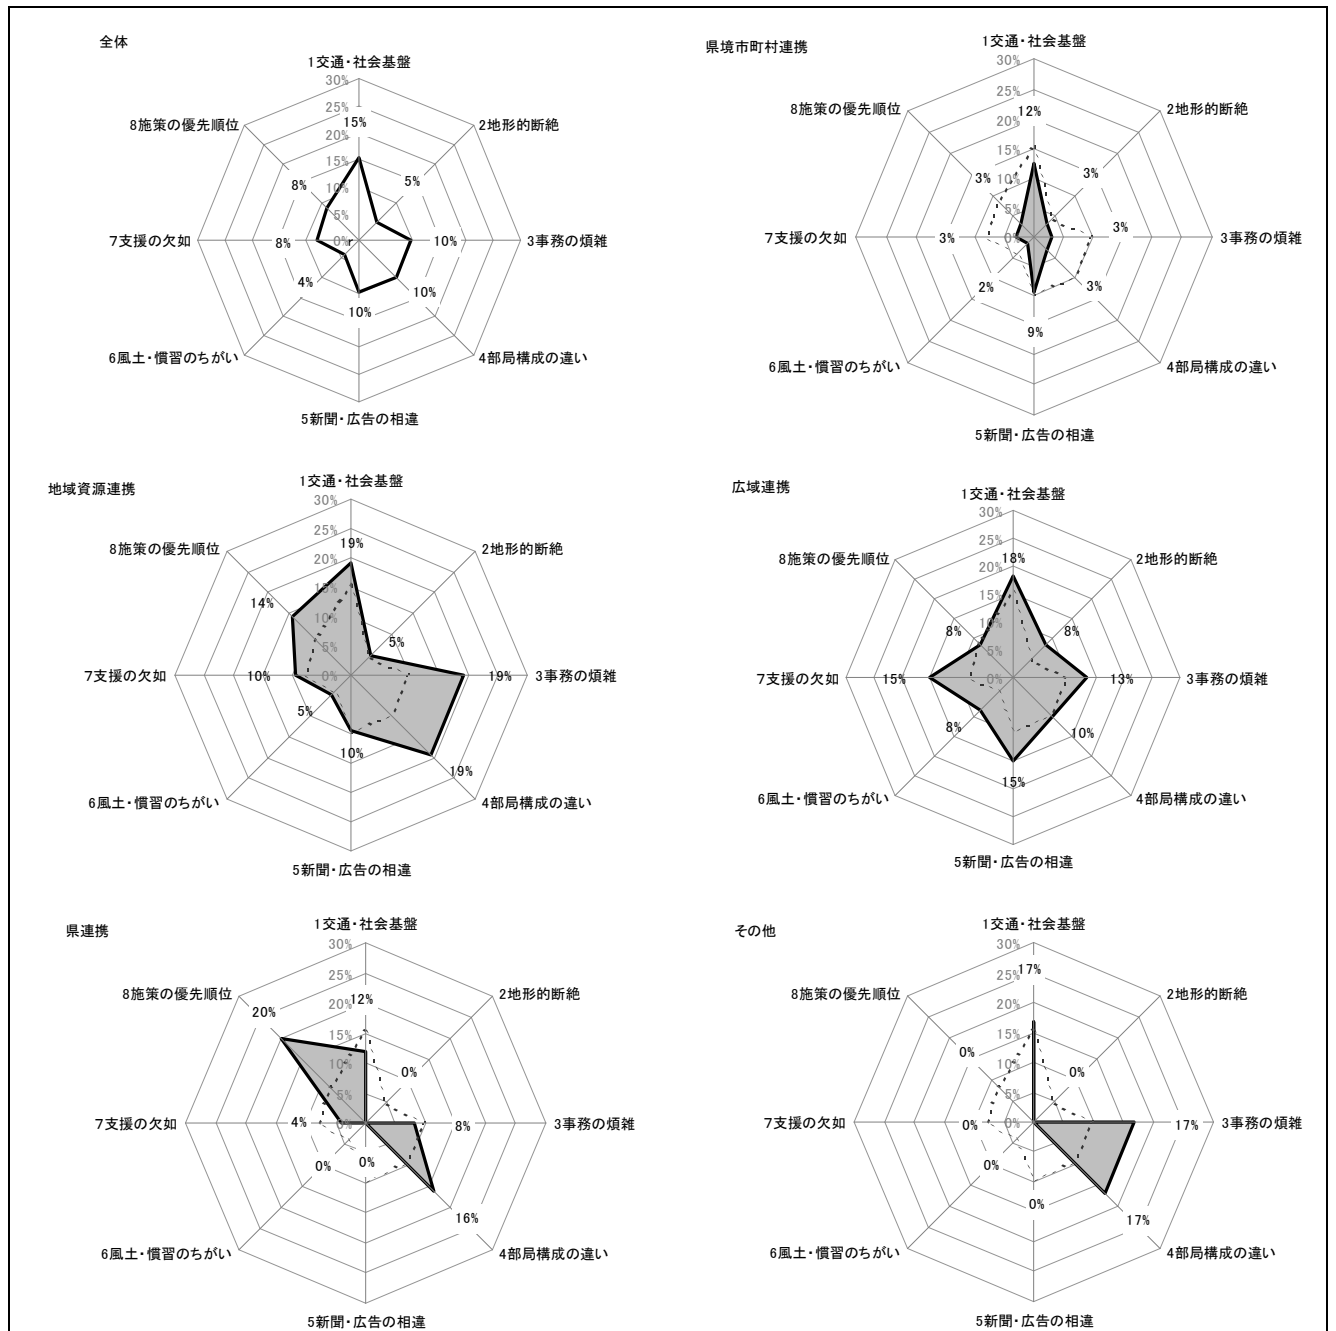 全体
1交通・社会基盤
30%
25%
15%
20%
15%
10%
5%
0%
8施策の優先順位
2地形的断絶
8%
5%
7支援の欠如
8%
10%
3事務の煩雑
4%
10%
10%
6風土・慣習のちがい
4部局構成の違い
5新聞・広告の相違
県境市町村連携
1交通・社会基盤
30%
25%
12%
20%
15%
10%
5%
0%
8施策の優先順位
2地形的断絶
3%
3%
7支援の欠如
3%
3%
3事務の煩雑
2%
3%
9%
6風土・慣習のちがい
4部局構成の違い
5新聞・広告の相違
地域資源連携
1交通・社会基盤
30%
25%
19%
20%
15%
10%
5%
0%
8施策の優先順位
2地形的断絶
14%
5%
7支援の欠如
10%
19%
3事務の煩雑
5%
10%
19%
6風土・慣習のちがい
4部局構成の違い
5新聞・広告の相違
広域連携
1交通・社会基盤
30%
25%
18%
20%
15%
10%
5%
0%
8施策の優先順位
2地形的断絶
8%
8%
7支援の欠如
15%
13%
3事務の煩雑
8%
10%
15%
6風土・慣習のちがい
4部局構成の違い
5新聞・広告の相違
県連携
1交通・社会基盤
30%
25%
12%
20%
15%
10%
5%
0%
8施策の優先順位
2地形的断絶
20%
0%
7支援の欠如
4%
8%
3事務の煩雑
0%
0%
16%
6風土・慣習のちがい
4部局構成の違い
5新聞・広告の相違
その他
1交通・社会基盤
30%
17%
25%
20%
15%
10%
5%
0%
8施策の優先順位
2地形的断絶
0%
0%
7支援の欠如
0%
17%
3事務の煩雑
0%
0%
17%
6風土・慣習のちがい
4部局構成の違い
5新聞・広告の相違